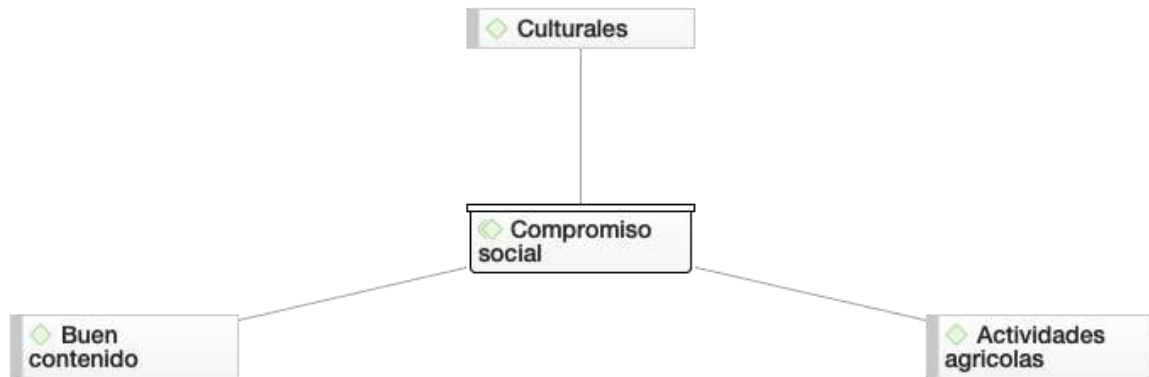 Culturales
Compromiso
social
Buen
contenido
Actividades
agricolas